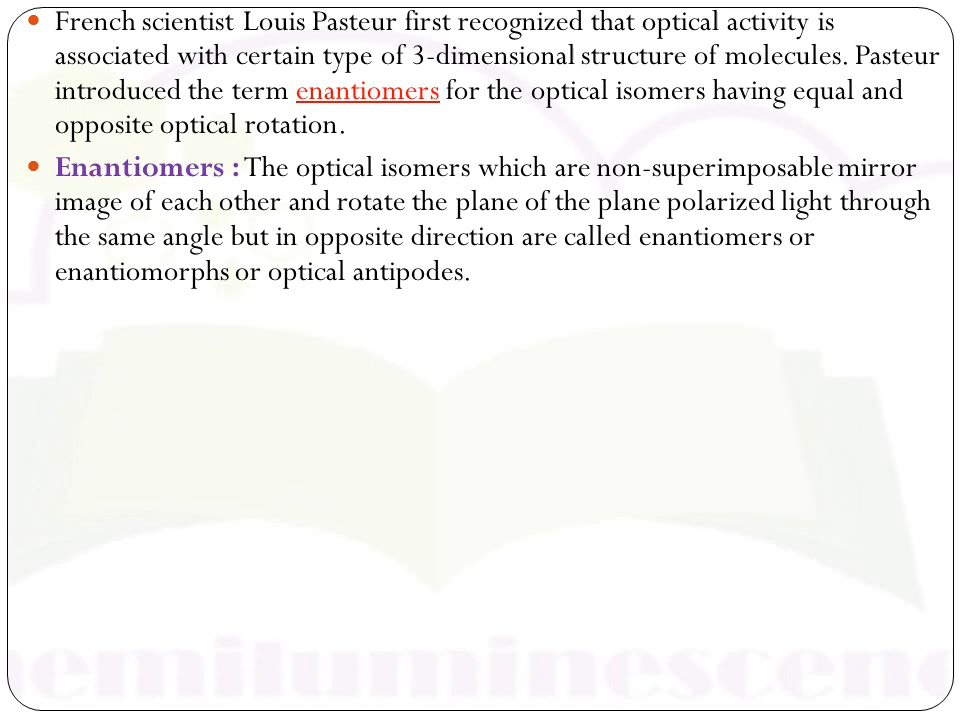 • French scientist Louis Pasteur first recognized that optical activity is
associated with certain type of 3-dimensional structure of molecules. Pasteur
introduced the term enantiomers for the optical isomers having equal and
opposite optical rotation.
• Enantiomers : The optical isomers which are non-superimposable mirror
image of each other and rotate the plane of the plane polarized light through
the same angle but in opposite direction are called enantiomers or
enantiomorphs or optical antipodes.
hemiluminescenc